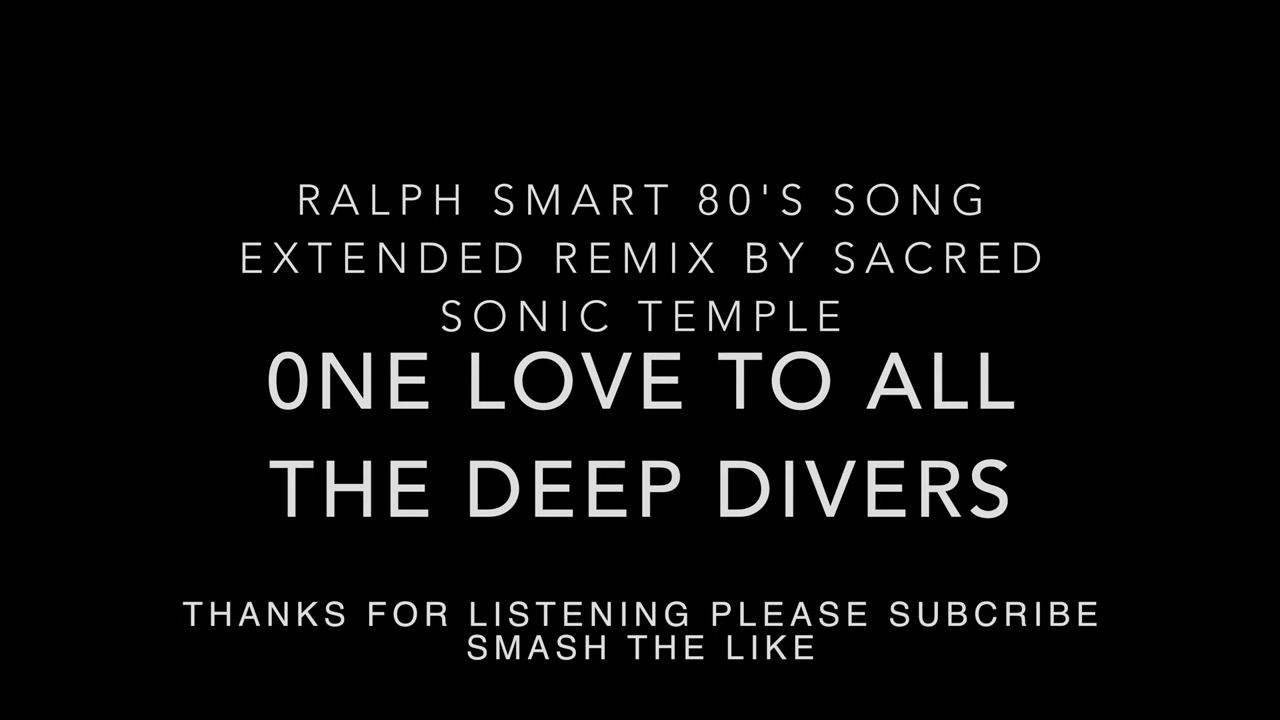 RALPH SMART 80'S SONG
EXTENDED REMIX BY SACRED
SONIC TEMPLE
0NE LOVE TO ALL
THE DEEP DIVERS
THANKS FOR LISTENING PLEASE SUBCRIBE
SMASH THE LIKE